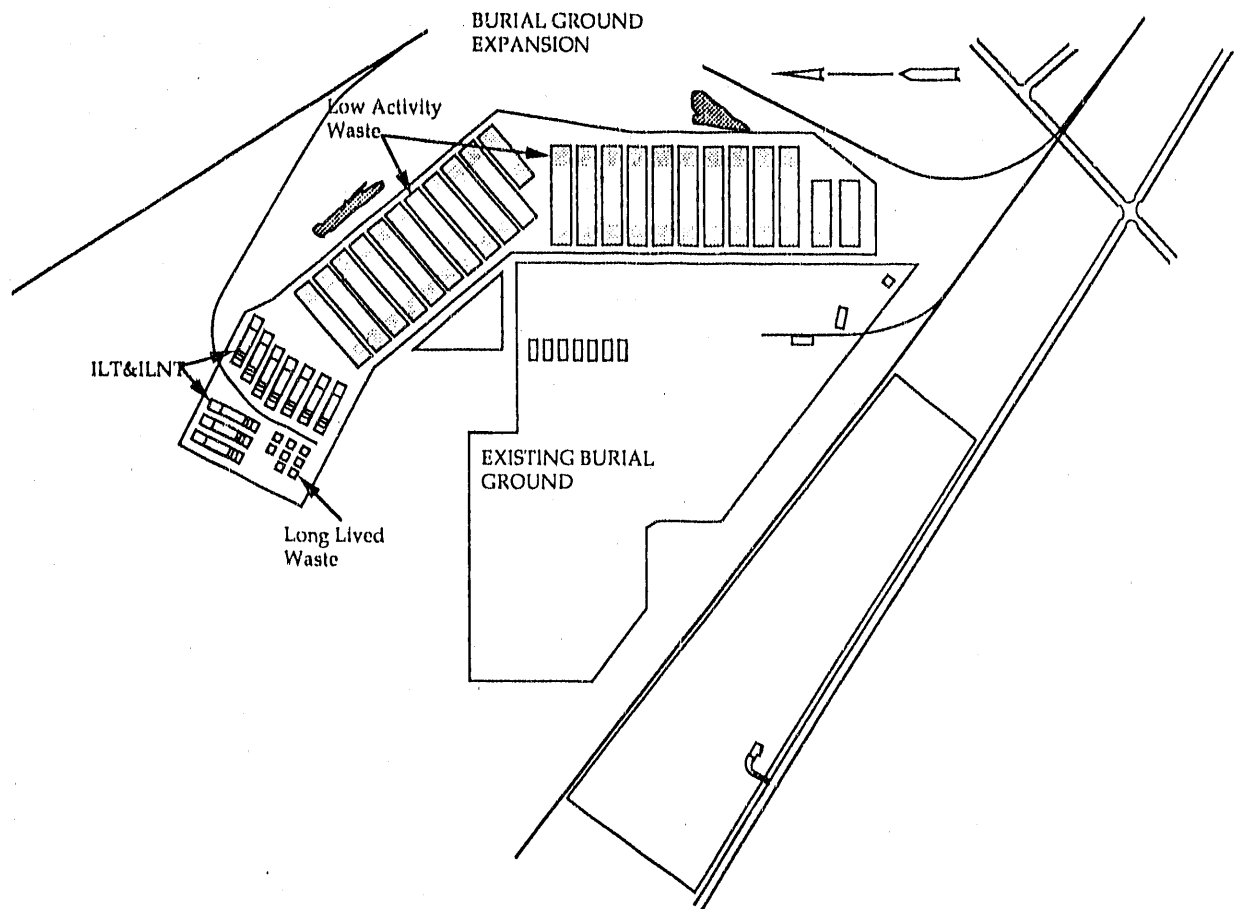 BURIAL GROUND
EXPANSION
Low Activity
Waste
ILT&ILNT
EXISTING BURIAL
GROUND
Long Lived
Waste